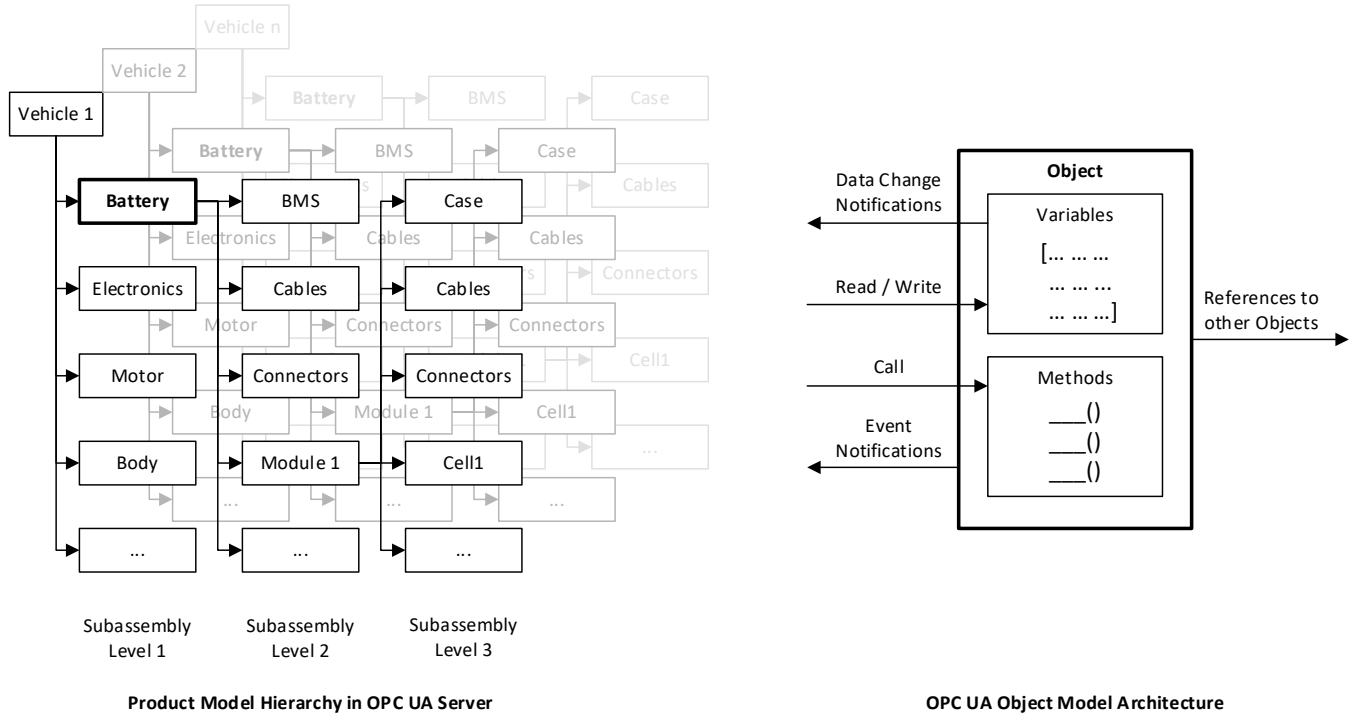 Vehicle n
Vehicle 2
Vehicle 1
Battery
BMS
Case
Battery
BMS
Case
Cables
Battery
BMS
Case
Electronics
Cables
Cables
Connectors
Electronics
Cables
Cables
Motor
Connectors
Connectors
Cell1
Motor
Connectors
Connectors
Body
Module 1
Cell1
...
Body
Module 1
Cell1
...
...
...
...
...
...
Subassembly
Level 1
Subassembly
Level 2
Subassembly
Level 3
Product Model Hierarchy in OPC UA Server
Object
Data Change
Notifications
Variables
[... ... ...
... ... ...
... ... ...]
Read / Write
References to
other Objects
Call
Methods
___()
___()
___()
Event
Notifications
OPC UA Object Model Architecture